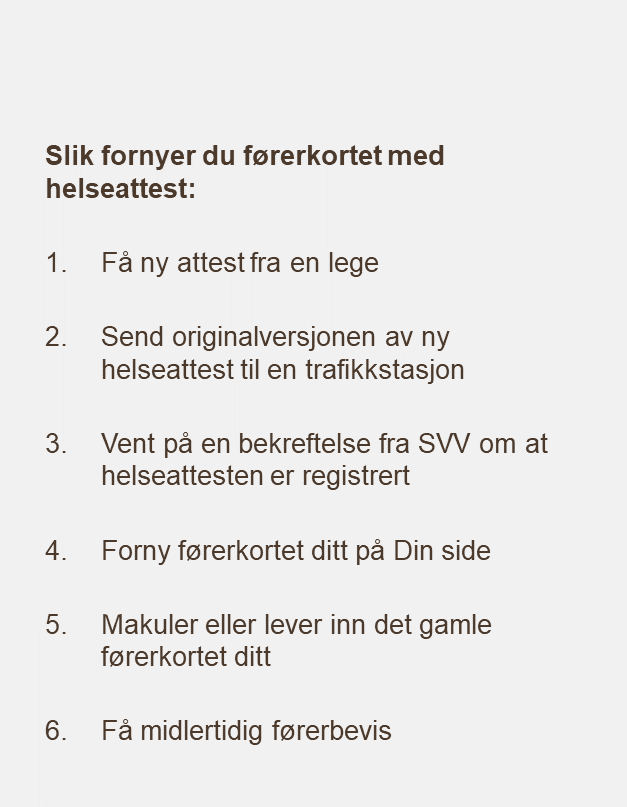 Slik fornyer du førerkortet med
helseattest:
1. Få ny attest fra en lege
2. Send originalversjonen av ny
helseattest til en trafikkstasjon
3. Vent på en bekreftelse fra SVV om at
helseattesten er registrert
4. Forny førerkortet ditt på Din side
5. Makuler eller lever inn det gamle
førerkortet ditt
6. Få midlertidig førerbevis